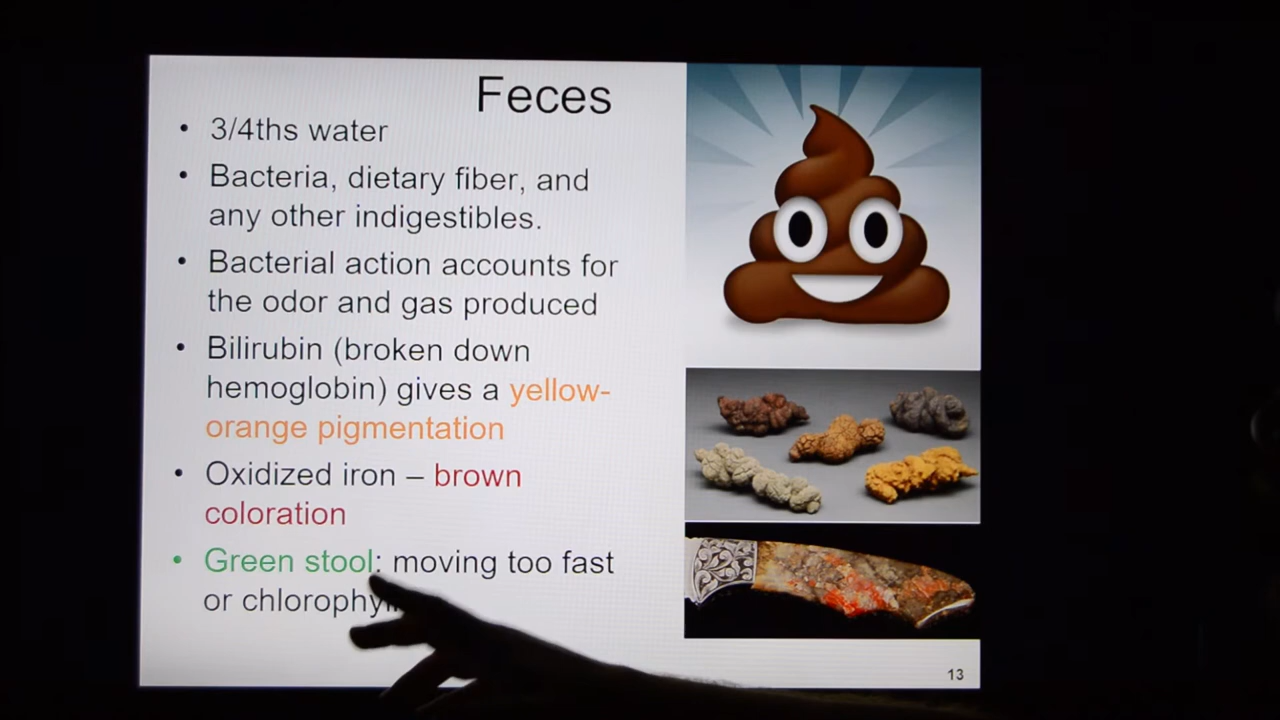 Feces
• 3/4ths water
• Bacteria, dietary fiber, and
any other indigestibles.
• Bacterial action accounts for
the odor and gas produced
• Bilirubin (broken down
hemoglobin) gives a yellow-
orange pigmentation
• Oxidized iron – brown
coloration
• Green stool: moving too fast
or
13